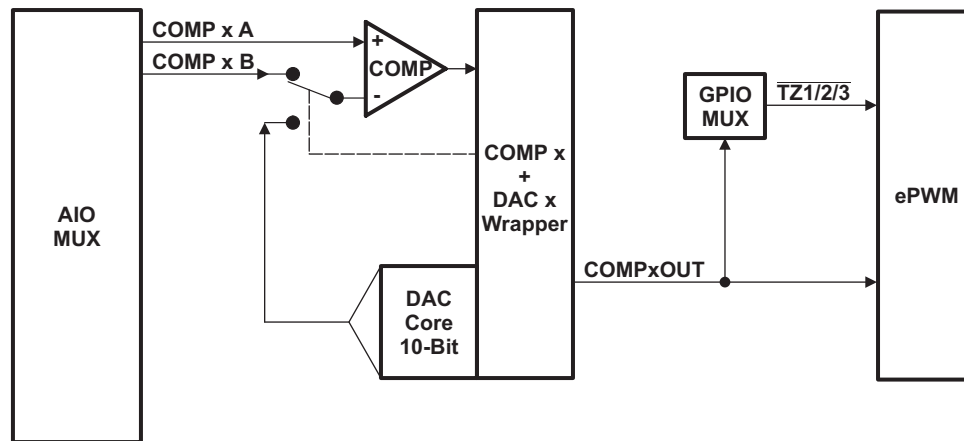 COMP x A
COMP x B
+
COMP
-
AIO
MUX
COMP x
+
DAC x
Wrapper
DAC
Core
10-Bit
COMPxOUT
GPIO
MUX
TZ1/2/3
ePWM